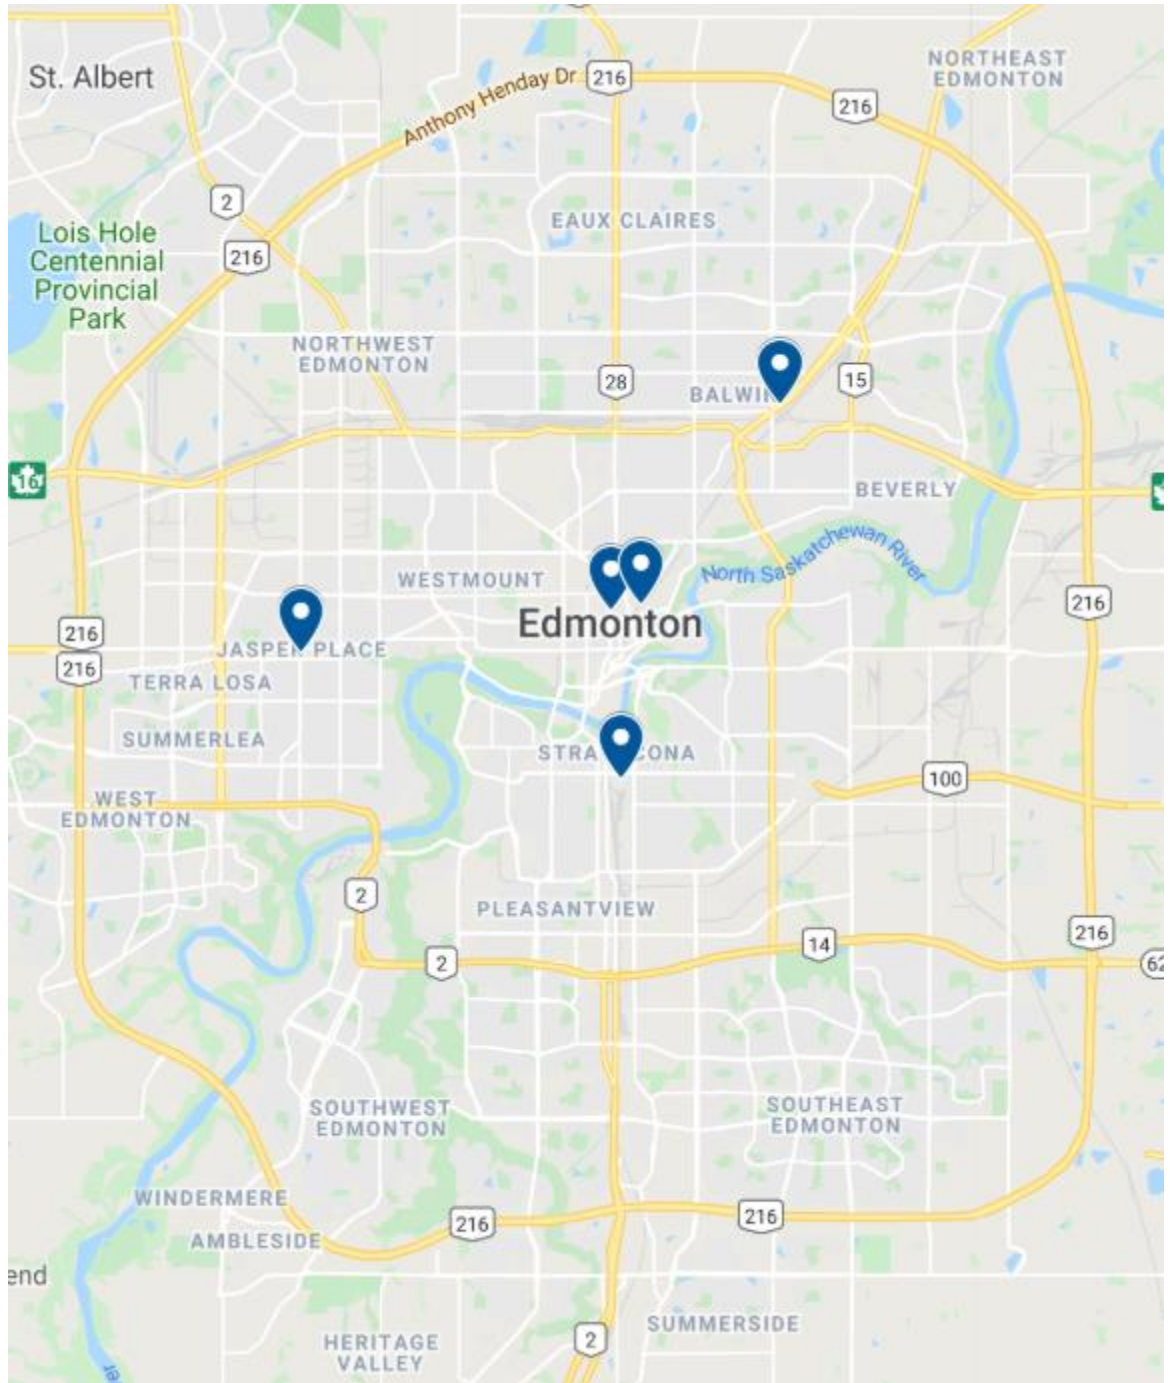 St. Albert
Anthony Henday Dr
216
216
NORTHEAST
EDMONTON
2
EAUX CLAIRES
216
Lois Hole
Centennial
Provincial
Park
NORTHWEST
EDMONTON
28
15
16
BEVERLY
North Saskatchewan River
WESTMOUNT
Edmonton
216
216
216
TERRA LOSA
SUMMERLEA
100
WEST
EDMONTON
2
PLEASANTVIEW
14
216
2
62
SOUTHWEST
EDMONTON
SOUTHEAST
EDMONTON
WINDERMERE
AMBLESIDE
216
216
end
HERITAGE
VALLEY
2
SUMMERSIDE